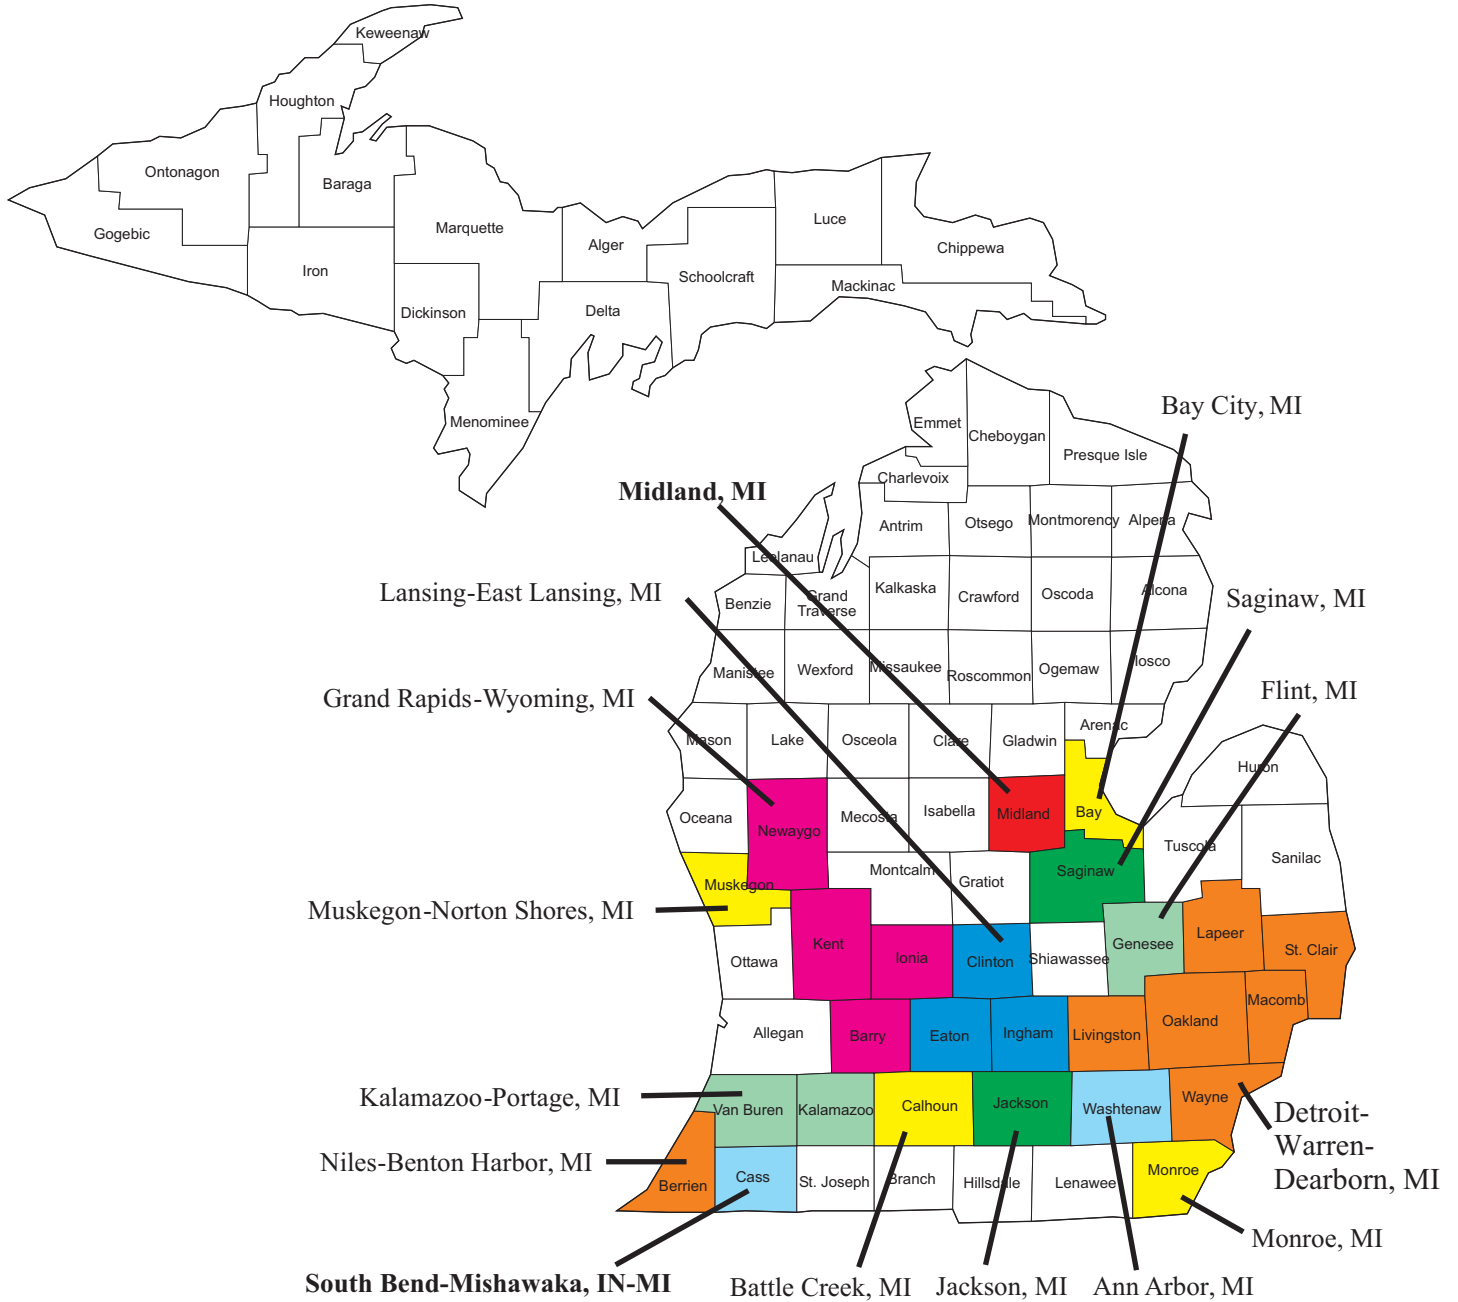 Keweenaw
Houghton
Ontonagon
Baraga
Gogebic
Marquette
Iron
Alger
Luce
Chippewa
Schoolcraft
Mackinac
Dickinson
Delta
Menominee
Bay City, MI
Emmet
Cheboygan
Presque Isle
Charlevoix
Midland, MI
Antrim
Otsego
Montmorency
Alpena
Leelanau
Lansing-East Lansing, MI
Benzie
Grand
Traverse
Kalkaska
Crawford
Oscoda
Alcona
Saginaw, MI
Manistee
Wexford
Missaukee
Roscommon
Ogemaw
Iosco
Grand Rapids-Wyoming, MI
Flint, MI
Mason
Lake
Osceola
Clare
Gladwin
Arenac
Huron
Oceana
Newaygo
Mecosta
Isabella
Midland
Bay
Tuscola
Sanilac
Muskegon
Montcalm
Gratiot
Saginaw
Muskegon-Norton Shores, MI
Ottawa
Kent
Ionia
Clinton
Shiawassee
Genesee
Lapeer
St. Clair
Allegan
Barry
Eaton
Ingham
Livingston
Oakland
Macomb
Kalamazoo-Portage, MI
Van Buren
Kalamazoo
Calhoun
Jackson
Washtenaw
Wayne
Detroit-
Warren-
Dearborn, MI
Niles-Benton Harbor, MI
Berrien
Cass
St. Joseph
Branch
Hillsdale
Lenawee
Monroe
Monroe, MI
South Bend-Mishawaka, IN-MI
Battle Creek, MI
Jackson, MI
Ann Arbor, MI